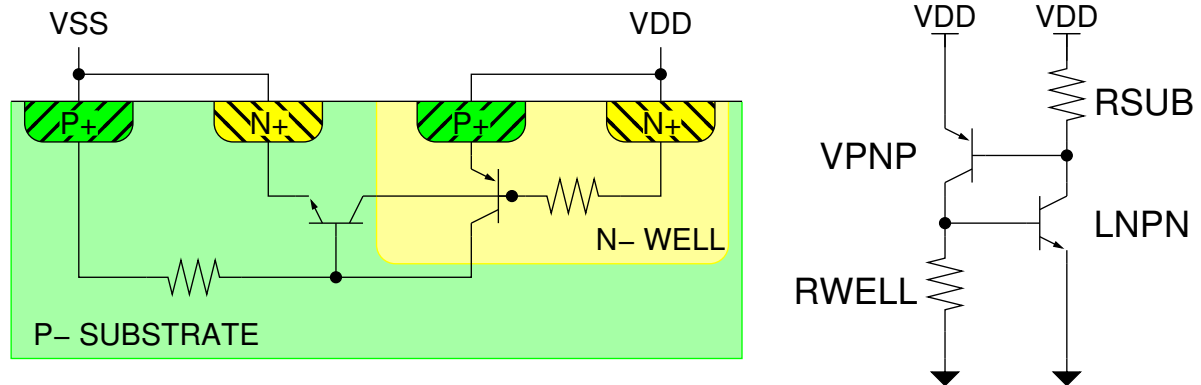 VSS
VDD
P+
N+
P+
N+
N− WELL
P− SUBSTRATE
VDD
VDD
RSUB
VPNP
LNPN
RWELL